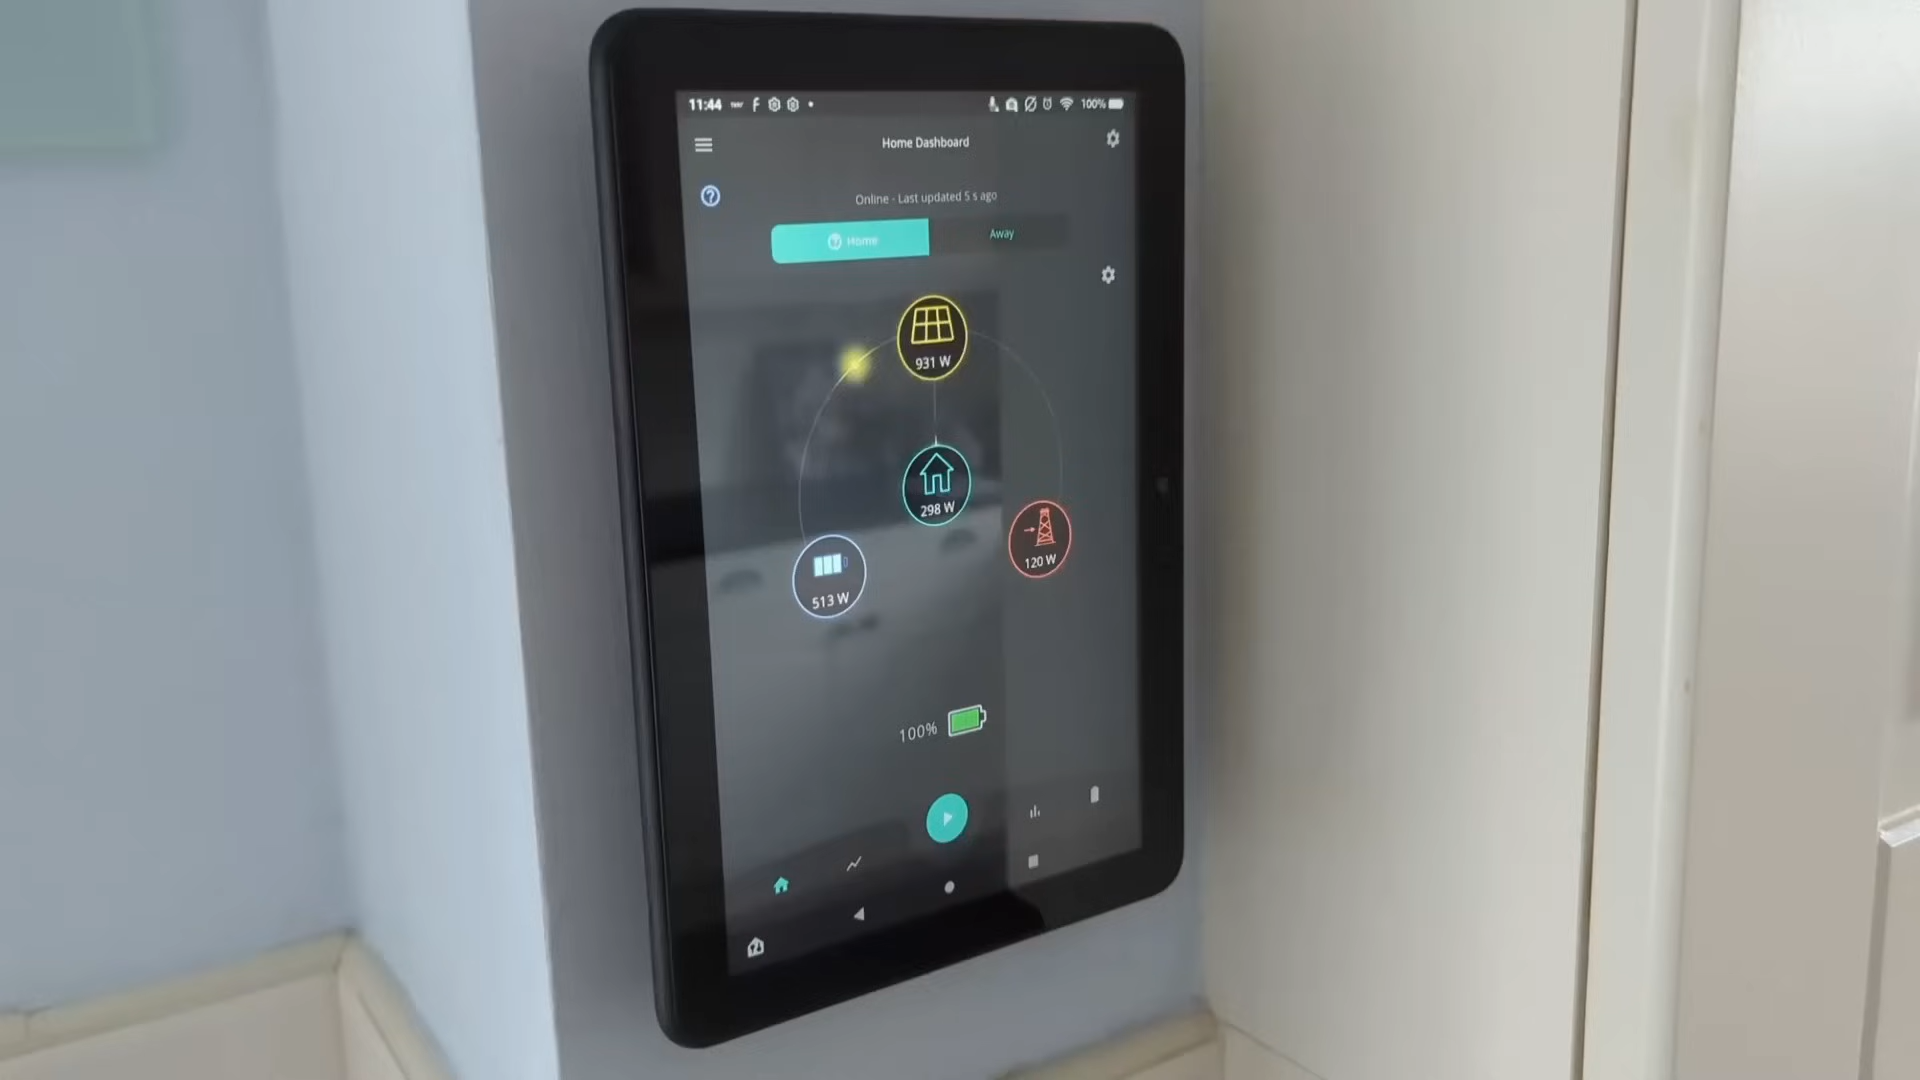 11:44
100%
Home Dashboard
Online - Last updated 5 s ago
Home
Away
931 W
298 W
120 W
513 W
100%